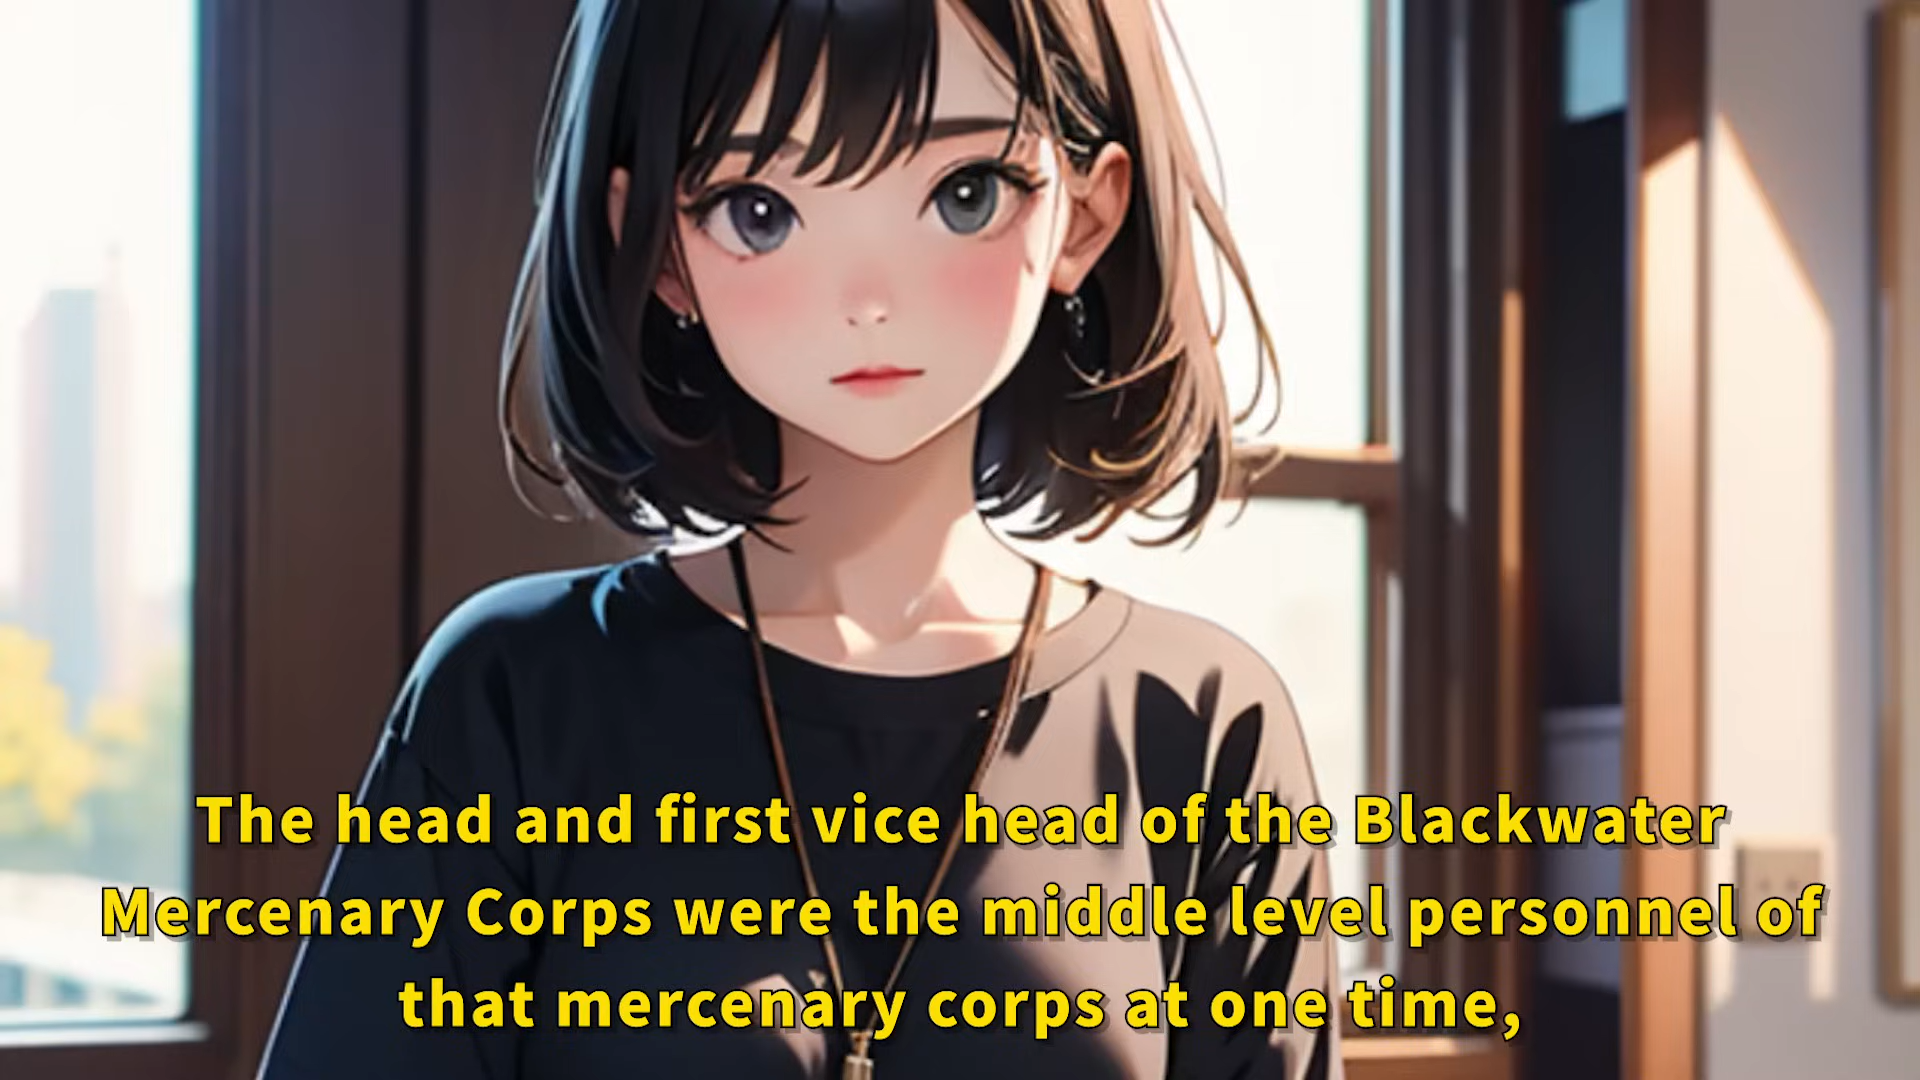 The head and first vice head of the Blackwater
Mercenary Corps were the middle level personnel of
that mercenary corps at one time,